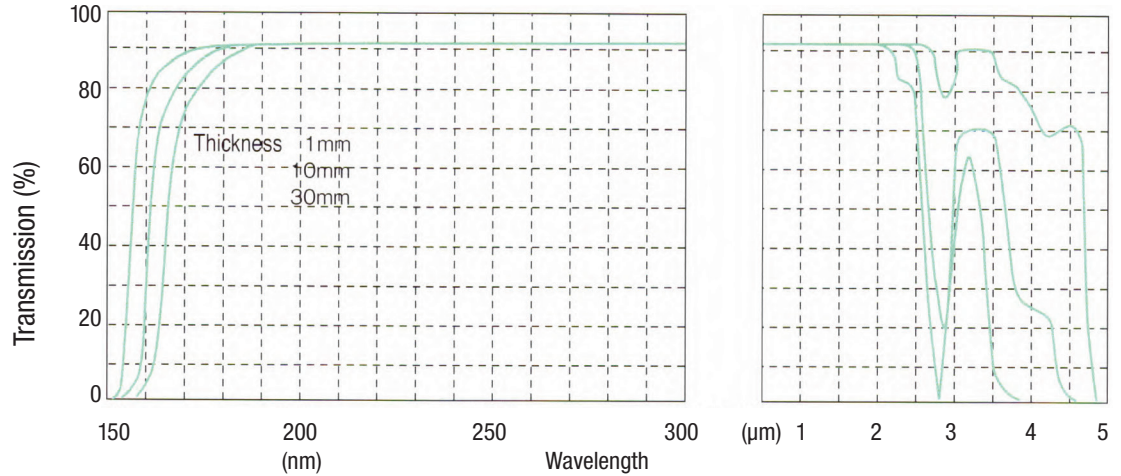 100
80
60
40
20
0
Transmission (%)
Thickness 1mm
10mm
30mm
150 200 250 300 (μm) 1 2 3 4 5
(nm) Wavelength